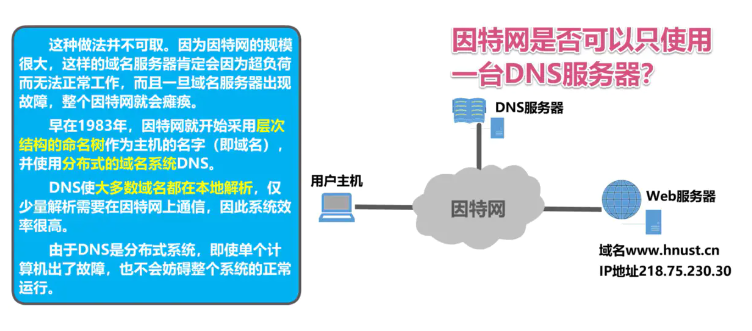 这种做法并不可取。因为因特网的规模
很大，这样的域名服务器肯定会因为超负荷
而无法正常工作，而且一旦域名服务器出现
故障，整个因特网就会瘫痪。
早在1983年，因特网就开始采用层次
结构的命名树作为主机的名字（即域名），
并使用分布式的域名系统DNS。
DNS使大多数域名都在本地解析，仅
少量解析需要在因特网上通信，因此系统效
率很高。
由于DNS是分布式系统，即使单个计
算机出了故障，也不会妨碍整个系统的正常
运行。
因特网是否可以只使用
一台DNS服务器？
DNS服务器
用户主机
因特网
Web服务器
域名www.hnust.cn
IP地址218.75.230.30